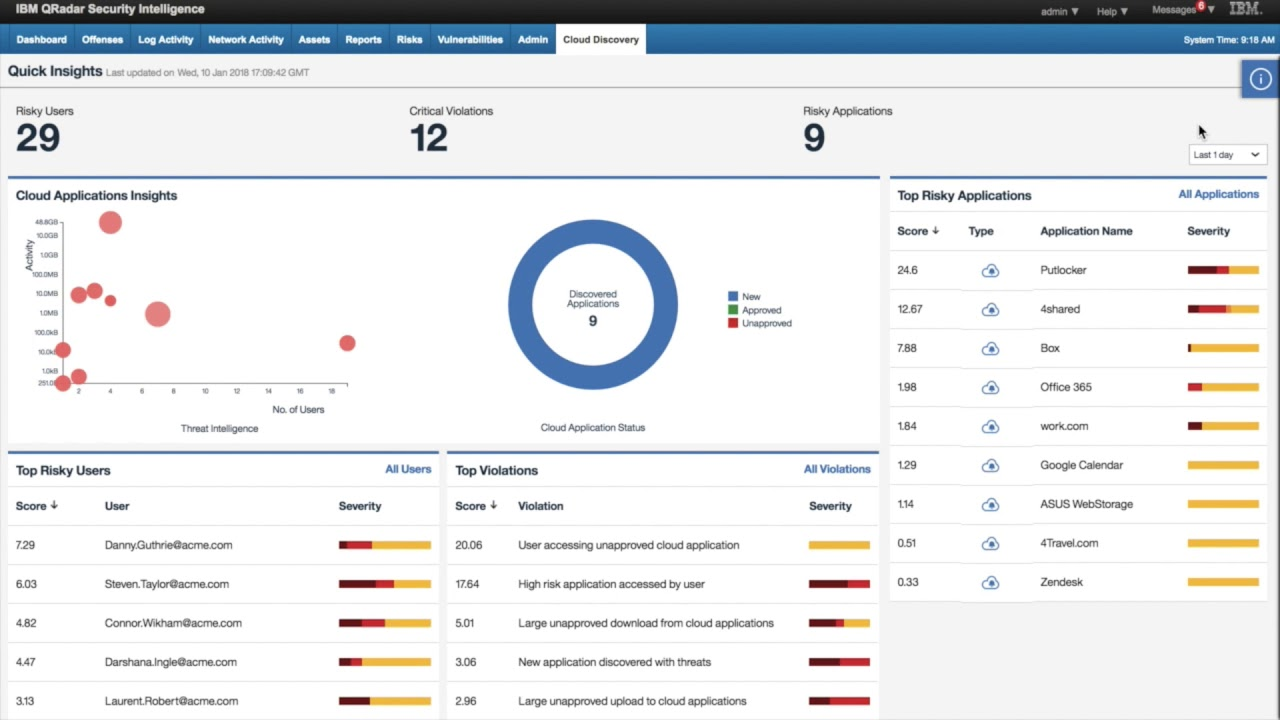 IBM QRadar Security Intelligence
admin ▼ Help ▼ Messages 6 ▼ IBM
Dashboard Offenses Log Activity Network Activity Assets Reports Risks Vulnerabilities Admin Cloud Discovery System Time: 9:18 AM
Quick Insights Last updated on Wed, 10 Jan 2018 17:09:42 GMT
Risky Users
29
Critical Violations
12
Risky Applications
9
Last 1 day
Cloud Applications Insights
Activity
48.8GB
10.0GB
1.0GB
100.0MB
10.0MB
1.0MB
100.0kB
10.0kB
1.0kB
2 4 6 8 10 12 14 16 18
No. of Users
Threat Intelligence
Discovered
Applications
9
New
Approved
Unapproved
Cloud Application Status
Top Risky Applications All Applications
Score Type Application Name Severity
24.6 Putlocker
12.67 4shared
7.88 Box
1.98 Office 365
1.84 work.com
1.29 Google Calendar
1.14 ASUS WebStorage
0.51 4Travel.com
0.33 Zendesk
Top Risky Users All Users
Score User Severity
7.29 Danny.Guthrie@acme.com
6.03 Steven.Taylor@acme.com
4.82 Connor.Wikham@acme.com
4.47 Darshana.Ingle@acme.com
3.13 Laurent.Robert@acme.com
Top Violations All Violations
Score Violation Severity
20.06 User accessing unapproved cloud application
17.64 High risk application accessed by user
5.01 Large unapproved download from cloud applications
3.06 New application discovered with threats
2.96 Large unapproved upload to cloud applications